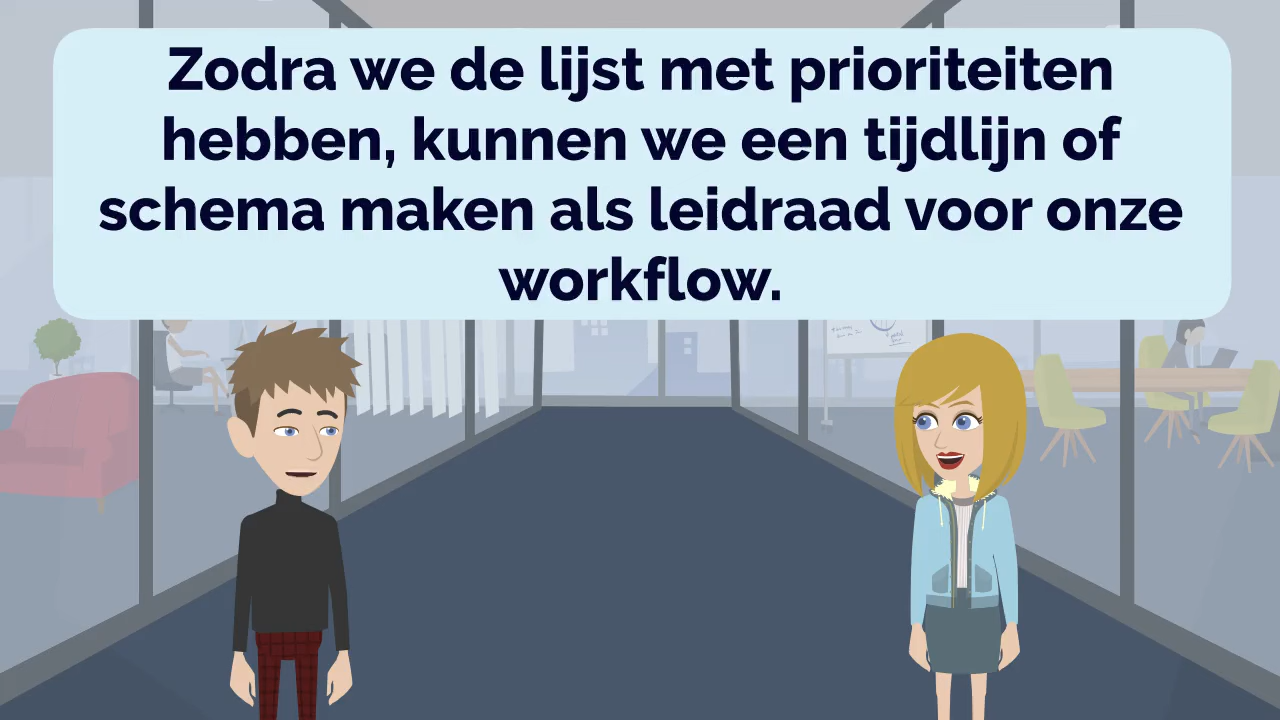 Zodra we de lijst met prioriteiten
hebben, kunnen we een tijdlijn of
schema maken als leidraad voor onze
workflow.